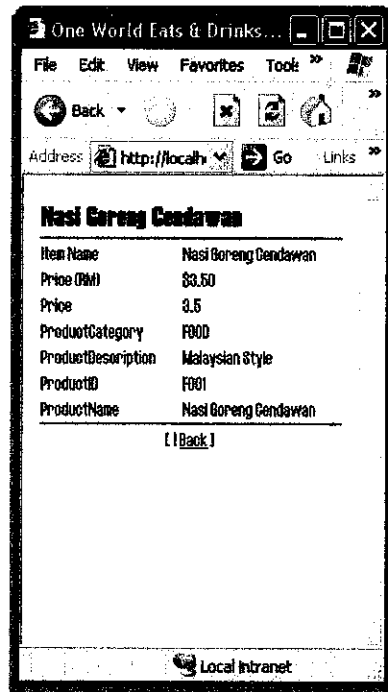 One World Eats & Drinks...
File Edit View Favorites Tools »
Back »
Address http://localh Go Links »
Nasi Goreng Cendawan
Item Name Nasi Goreng Cendawan
Price (RM) $3.50
Price 3.5
ProductCategory FOOD
ProductDescription Malaysian Style
ProductID F001
ProductName Nasi Goreng Cendawan
[ | Back ]
Local intranet